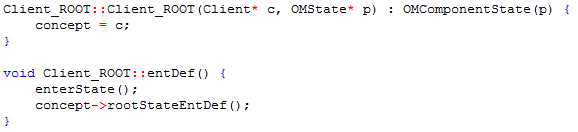 Client_ROOT::Client_ROOT(Client* c, OMState* p) : OMComponentState(p) {
    concept = c;
}

void Client_ROOT::entDef() {
    enterState();
    concept->rootStateEntDef();
}